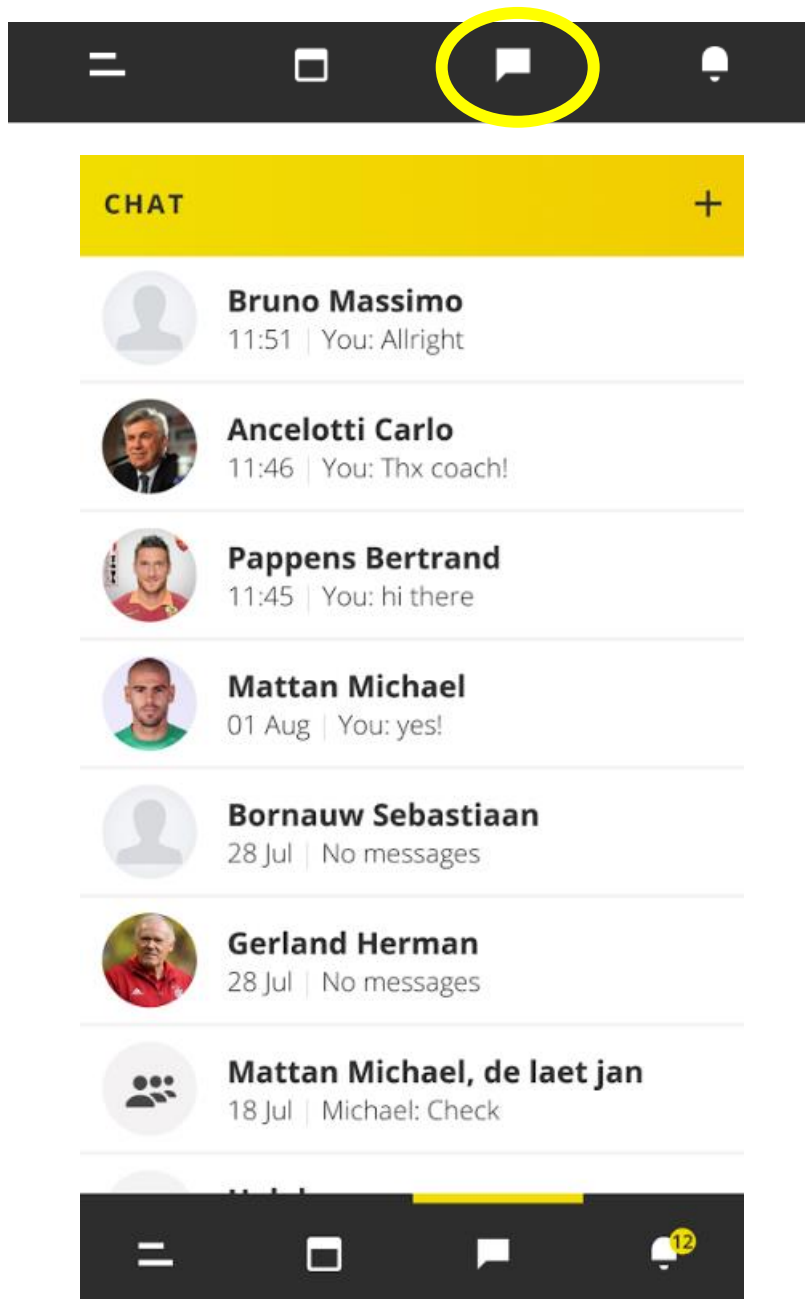 CHAT +
Bruno Massimo
11:51 | You: Allright
Ancelotti Carlo
11:46 | You: Thx coach!
Pappens Bertrand
11:45 | You: hi there
Mattan Michael
01 Aug | You: yes!
Bornauw Sebastiaan
28 Jul | No messages
Gerland Herman
28 Jul | No messages
Mattan Michael, de laet jan
18 Jul | Michael: Check
12